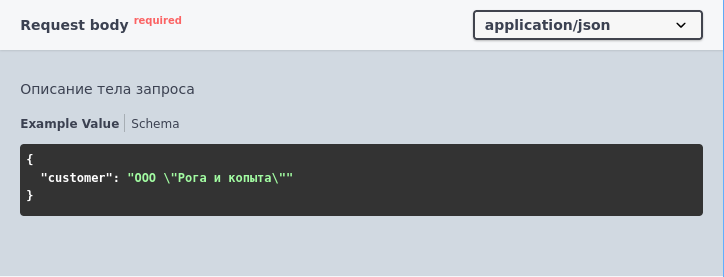 Request body required
application/json
Описание тела запроса
Example Value Schema
{
"customer": "ООО \"Рога и копыта\""
}